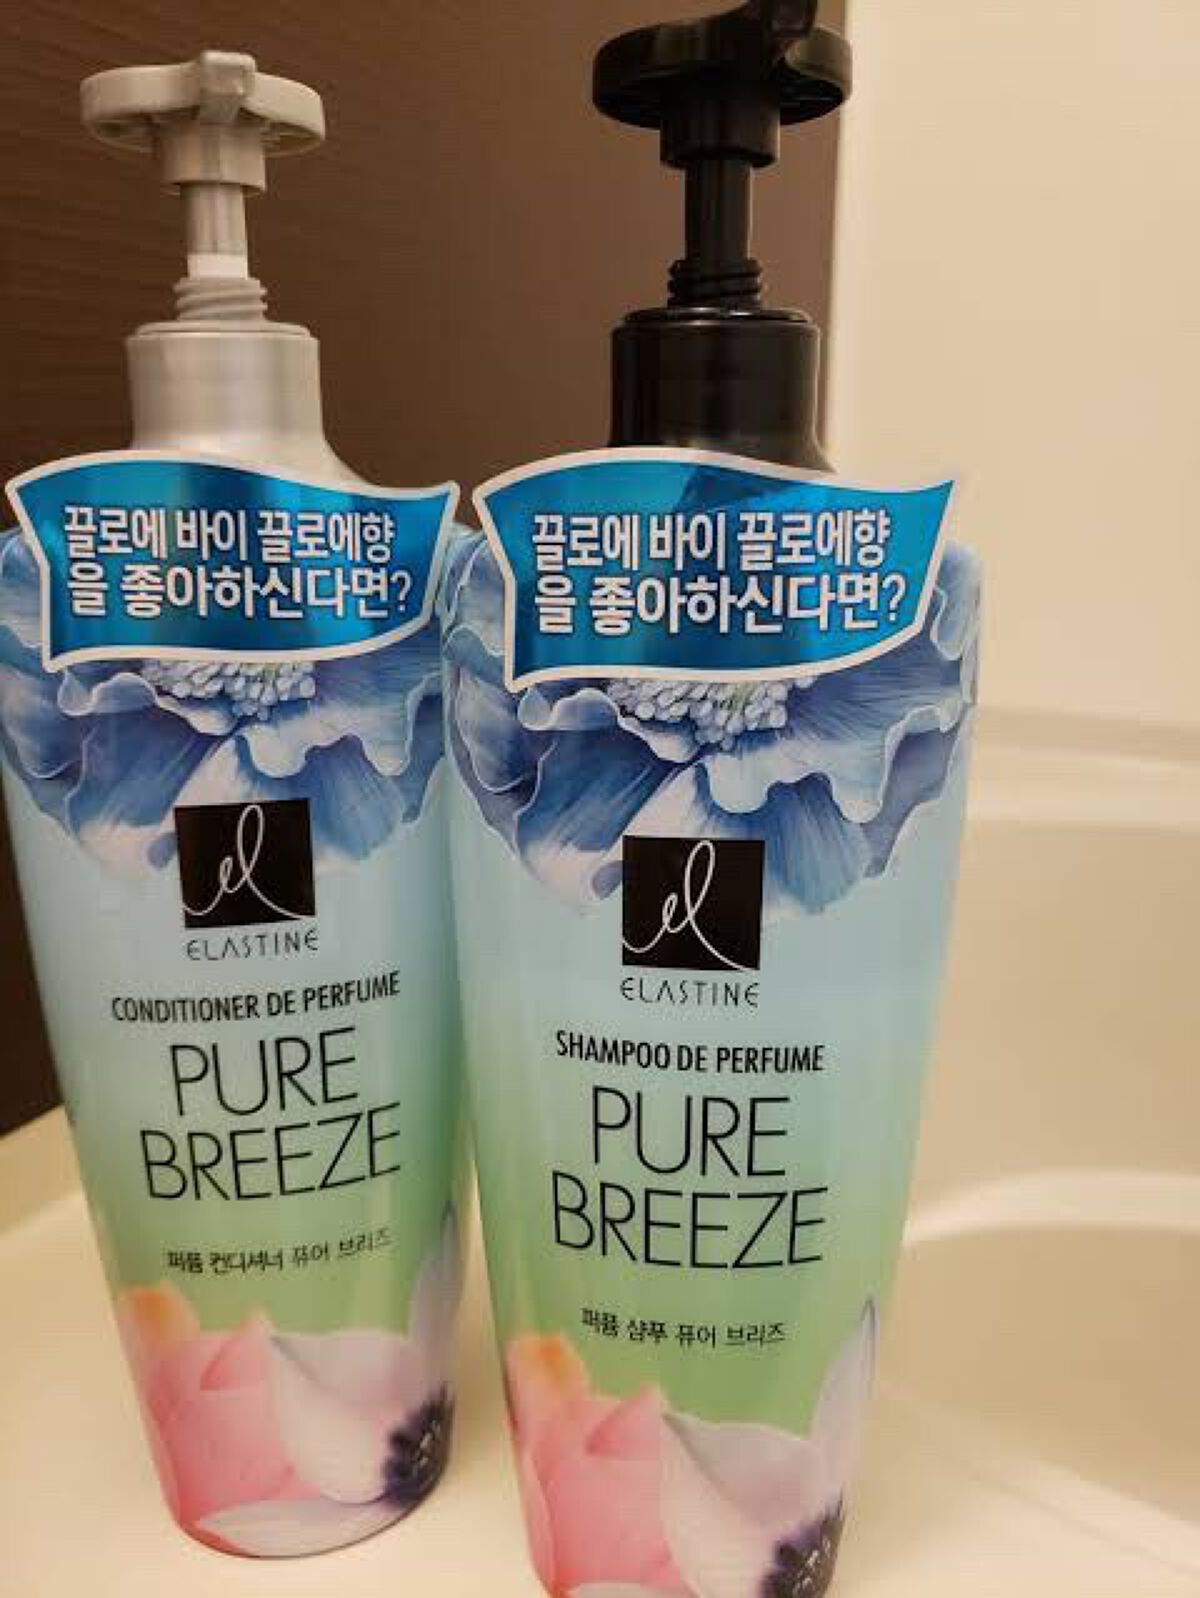 끌로에 바이 끌로에향
을 좋아하신다면?
el
ELASTINE
CONDITIONER DE PERFUME
PURE
BREEZE
퍼퓸 컨디셔너 퓨어 브리즈
끌로에 바이 끌로에향
을 좋아하신다면?
el
ELASTINE
SHAMPOO DE PERFUME
PURE
BREEZE
퍼퓸 샴푸 퓨어 브리즈